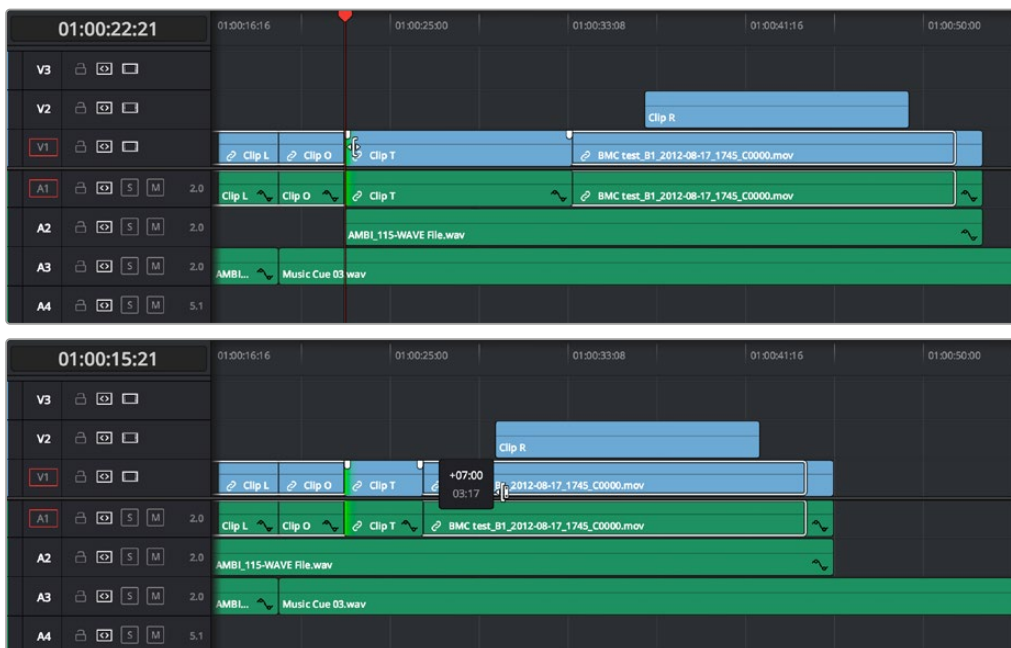 01:00:22:21 01:00:16:16 01:00:25:00 01:00:33:08 01:00:41:16 01:00:50:00
V3
V2 Clip R
V1 Clip L Clip O Clip T BMC test_B1_2012-08-17_1745_C0000.mov
A1 S M 2.0 Clip L Clip O Clip T BMC test_B1_2012-08-17_1745_C0000.mov
A2 S M 2.0 AMBI_115-WAVE File.wav
A3 S M 2.0 AMBI... Music Cue 03.wav
A4 S M 5.1
01:00:15:21 01:00:16:16 01:00:25:00 01:00:33:08 01:00:41:16 01:00:50:00
V3
V2 Clip R
V1 Clip L Clip O Clip T +07:00 03:17 B1_2012-08-17_1745_C0000.mov
A1 S M 2.0 Clip L Clip O Clip T BMC test_B1_2012-08-17_1745_C0000.mov
A2 S M 2.0 AMBI_115-WAVE File.wav
A3 S M 2.0 AMBI... Music Cue 03.wav
A4 S M 5.1